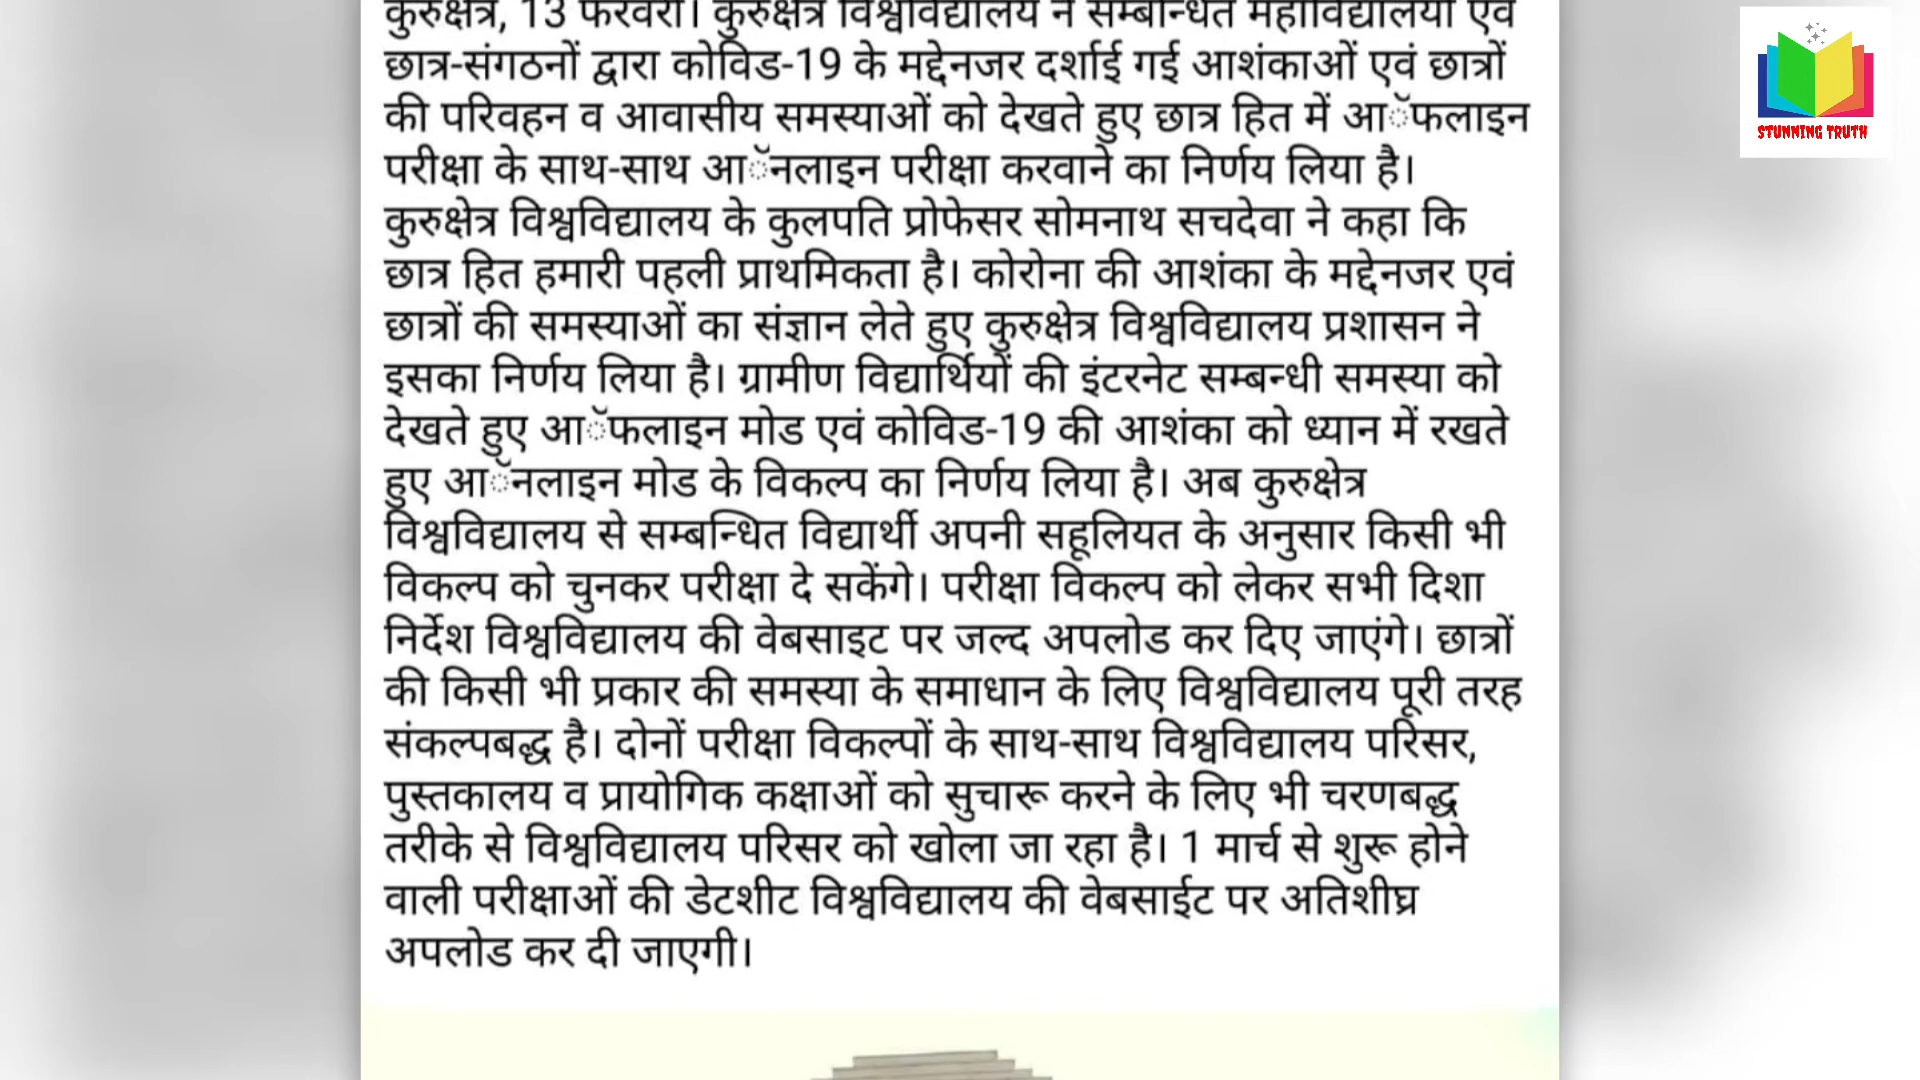 कुरुक्षेत्र, 13 फरवरी। कुरुक्षेत्र विश्वविद्यालय ने सम्बन्धित महाविद्यालयों एवं
छात्र-संगठनों द्वारा कोविड-19 के मद्देनजर दर्शाई गई आशंकाओं एवं छात्रों
की परिवहन व आवासीय समस्याओं को देखते हुए छात्र हित में आॅफलाइन
परीक्षा के साथ-साथ आॅनलाइन परीक्षा करवाने का निर्णय लिया है।
कुरुक्षेत्र विश्वविद्यालय के कुलपति प्रोफेसर सोमनाथ सचदेवा ने कहा कि
छात्र हित हमारी पहली प्राथमिकता है। कोरोना की आशंका के मद्देनजर एवं
छात्रों की समस्याओं का संज्ञान लेते हुए कुरुक्षेत्र विश्वविद्यालय प्रशासन ने
इसका निर्णय लिया है। ग्रामीण विद्यार्थियों की इंटरनेट सम्बन्धी समस्या को
देखते हुए आॅफलाइन मोड एवं कोविड-19 की आशंका को ध्यान में रखते
हुए आॅनलाइन मोड के विकल्प का निर्णय लिया है। अब कुरुक्षेत्र
विश्वविद्यालय से सम्बन्धित विद्यार्थी अपनी सहूलियत के अनुसार किसी भी
विकल्प को चुनकर परीक्षा दे सकेंगे। परीक्षा विकल्प को लेकर सभी दिशा
निर्देश विश्वविद्यालय की वेबसाइट पर जल्द अपलोड कर दिए जाएंगे। छात्रों
की किसी भी प्रकार की समस्या के समाधान के लिए विश्वविद्यालय पूरी तरह
संकल्पबद्ध है। दोनों परीक्षा विकल्पों के साथ-साथ विश्वविद्यालय परिसर,
पुस्तकालय व प्रायोगिक कक्षाओं को सुचारू करने के लिए भी चरणबद्ध
तरीके से विश्वविद्यालय परिसर को खोला जा रहा है। 1 मार्च से शुरू होने
वाली परीक्षाओं की डेटशीट विश्वविद्यालय की वेबसाईट पर अतिशीघ्र
अपलोड कर दी जाएगी।
STUNNING TRUTH